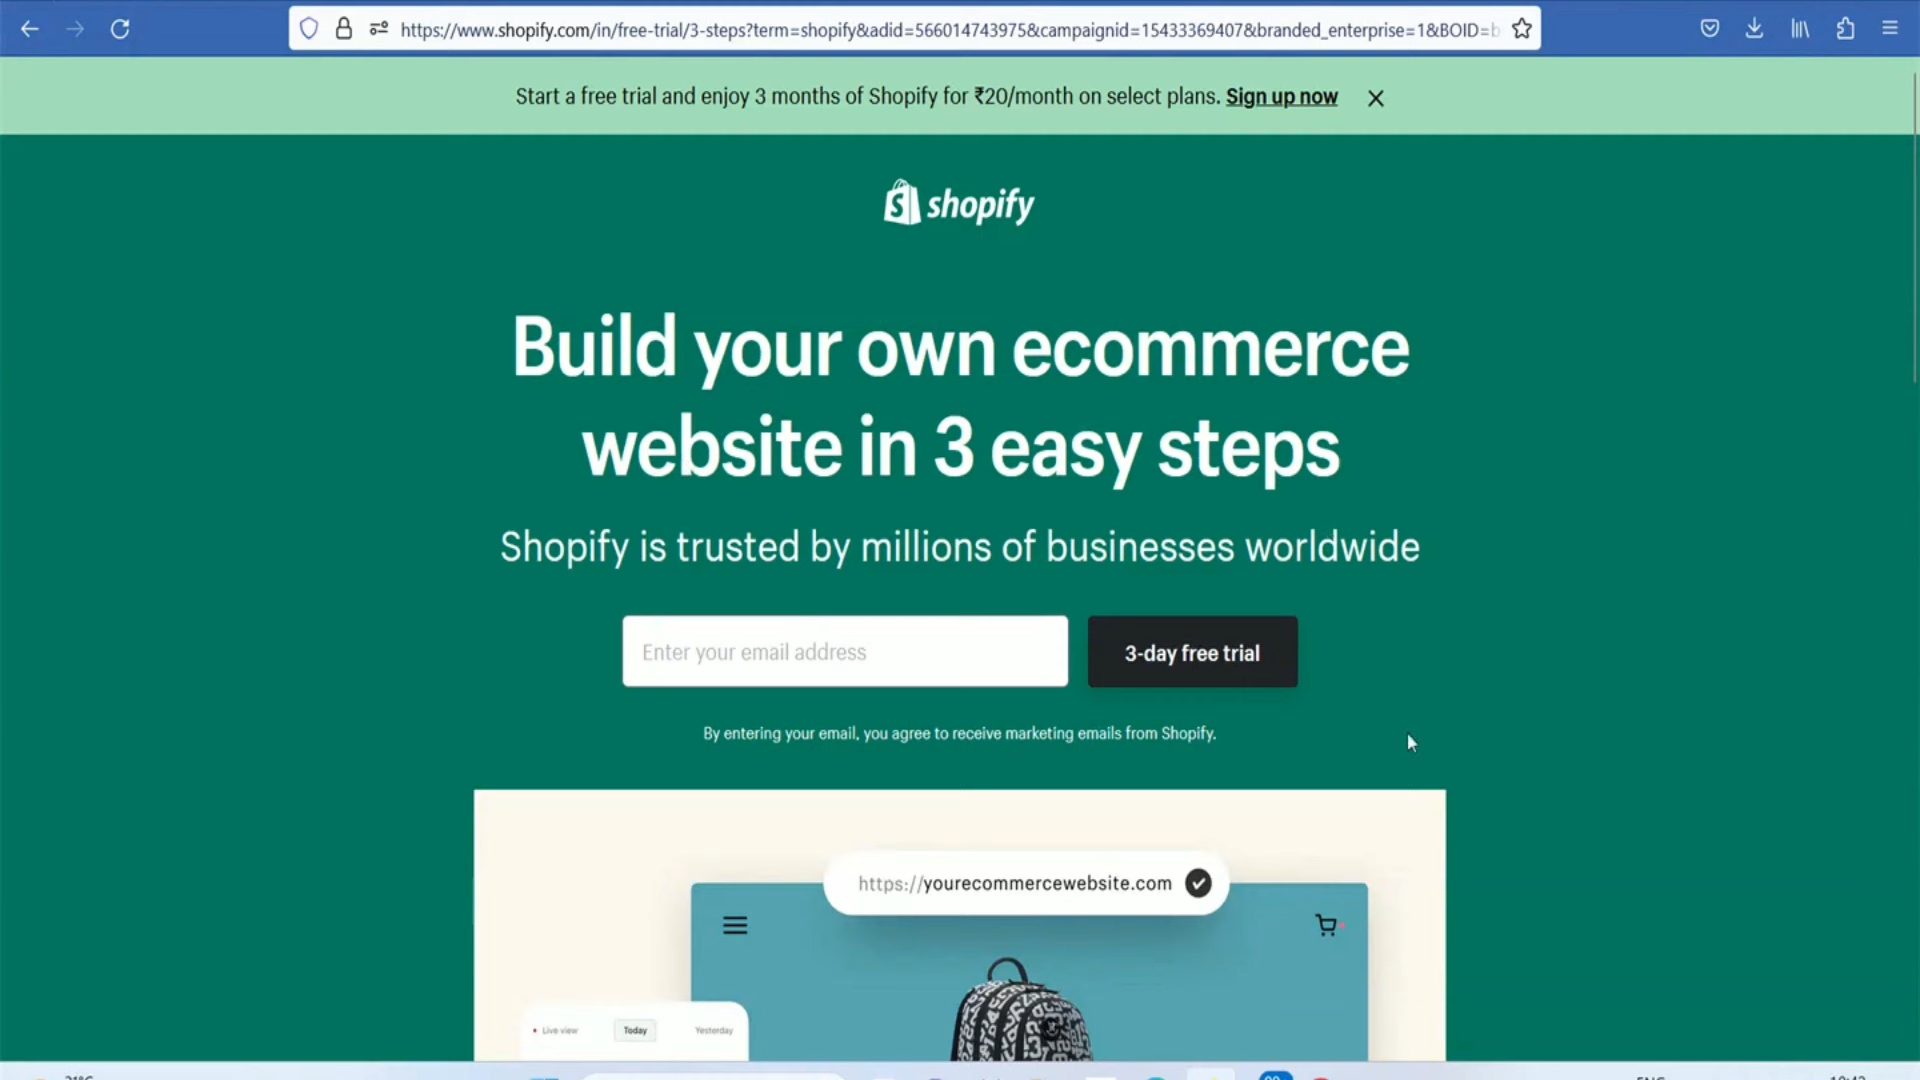 https://www.shopify.com/in/free-trial/3-steps?term=shopify&adid=566014743975&campaignid=15433369407&branded_enterprise=1&BOID=b
Start a free trial and enjoy 3 months of Shopify for ₹20/month on select plans. Sign up now
shopify
Build your own ecommerce
website in 3 easy steps
Shopify is trusted by millions of businesses worldwide
Enter your email address
3-day free trial
By entering your email, you agree to receive marketing emails from Shopify.
https://yourecommercewebsite.com
Live view Today Yesterday